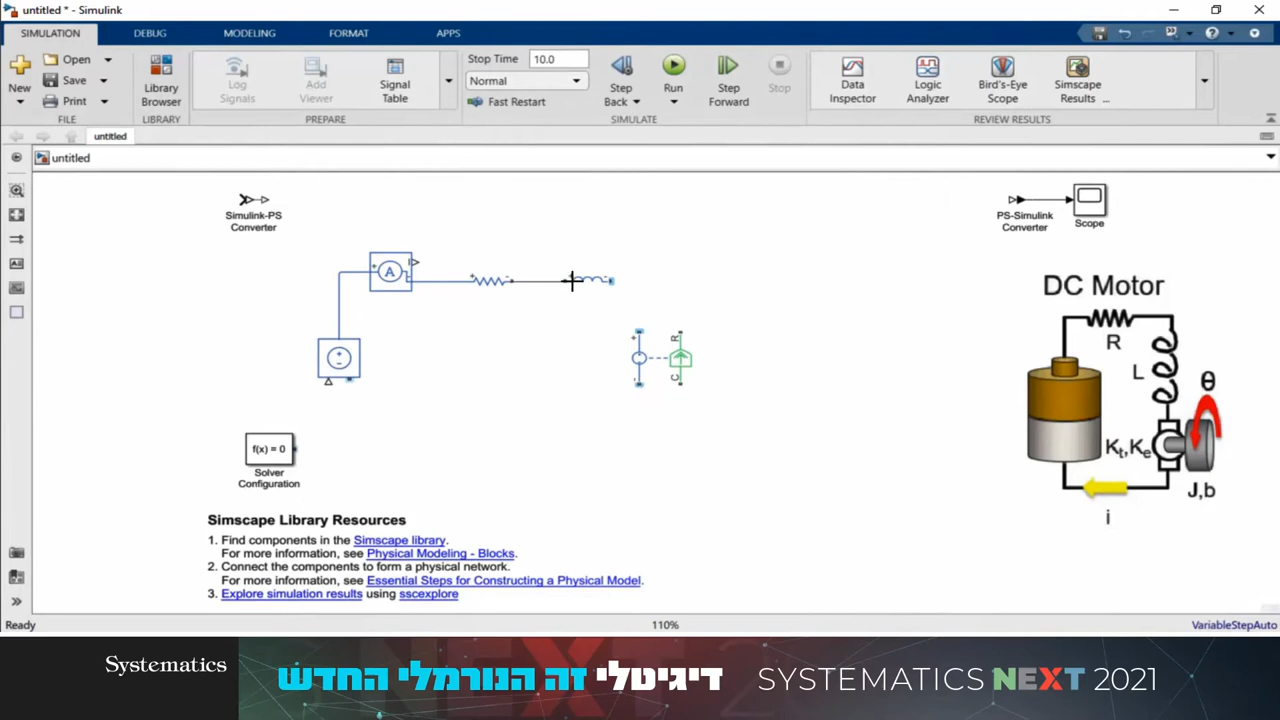 untitled * - Simulink
SIMULATION DEBUG MODELING FORMAT APPS
New
Open
Save
Print
FILE
Library Browser
LIBRARY
Log Signals
Add Viewer
Signal Table
PREPARE
Stop Time 10.0
Normal
Fast Restart
Step Back
Run
Step Forward
Stop
SIMULATE
Data Inspector
Logic Analyzer
Bird's-Eye Scope
Simscape Results ...
REVIEW RESULTS
untitled
untitled
Simulink-PS
Converter
PS-Simulink
Converter
Scope
A
I
R
C
f(x) = 0
Solver
Configuration
DC Motor
R
L
θ
Kt,Ke
J,b
i
Simscape Library Resources
1. Find components in the Simscape library.
For more information, see Physical Modeling - Blocks.
2. Connect the components to form a physical network.
For more information, see Essential Steps for Constructing a Physical Model.
3. Explore simulation results using sscexplore
Ready 110% VariableStepAuto
Systematics
דיגיטלי זה הנורמלי החדש
SYSTEMATICS NEXT 2021